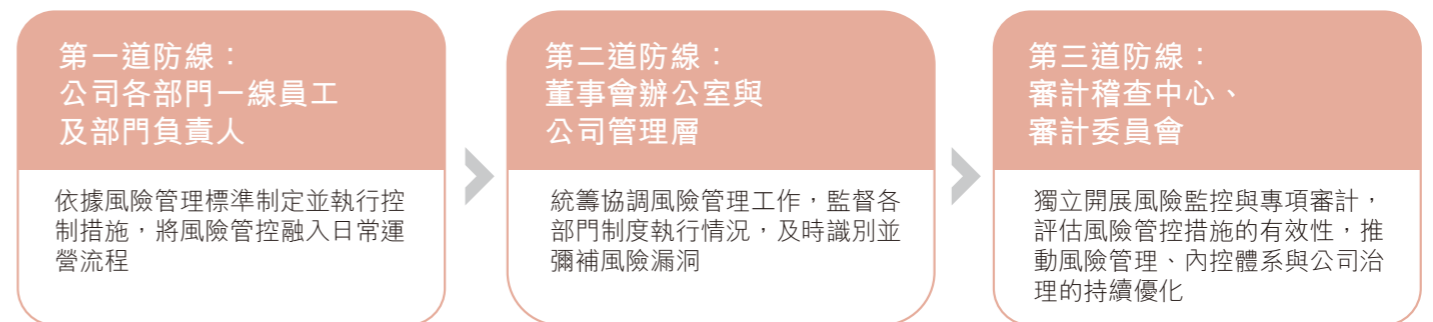 第一道防線：
公司各部門一線員工
及部門負責人
依據風險管理標準制定並執行控
制措施，將風險管控融入日常運
營流程
第二道防線：
董事會辦公室與
公司管理層
統籌協調風險管理工作，監督各
部門制度執行情況，及時識別並
彌補風險漏洞
第三道防線：
審計稽查中心、
審計委員會
獨立開展風險監控與專項審計，
評估風險管控措施的有效性，推
動風險管理、內控體系與公司治
理的持續優化